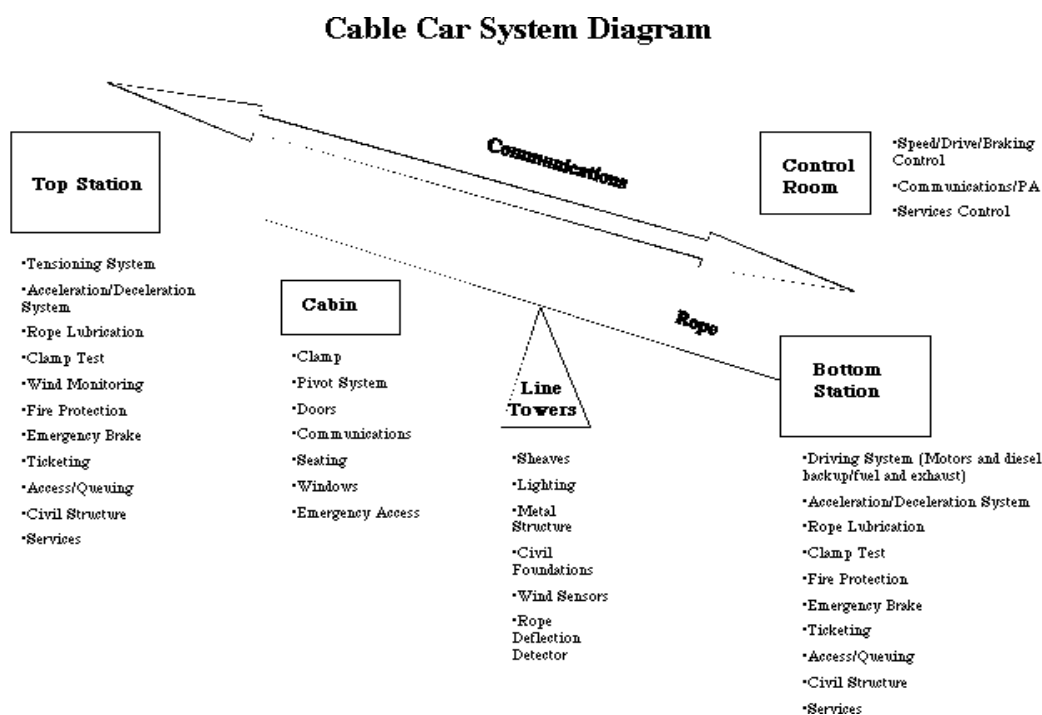 Cable Car System Diagram
Communications
Control
Room
•Speed/Drive/Braking
Control
•Communications/PA
•Services Control
Top Station
•Tensioning System
•Acceleration/Deceleration
System
•Rope Lubrication
•Clamp Test
•Wind Monitoring
•Fire Protection
•Emergency Brake
•Ticketing
•Access/Queuing
•Civil Structure
•Services
Cabin
•Clamp
•Pivot System
•Doors
•Communications
•Seating
•Windows
•Emergency Access
Rope
Line
Towers
•Sheaves
•Lighting
•Metal
Structure
•Civil
Foundations
•Wind Sensors
•Rope
Deflection
Detector
Bottom
Station
•Driving System (Motors and diesel
backup/fuel and exhaust)
•Acceleration/Deceleration System
•Rope Lubrication
•Clamp Test
•Fire Protection
•Emergency Brake
•Ticketing
•Access/Queuing
•Civil Structure
•Services